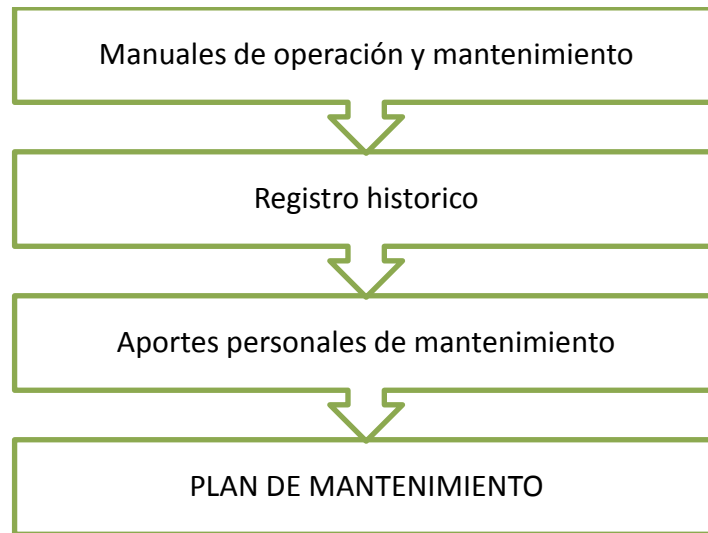 Manuales de operación y mantenimiento
Registro historico
Aportes personales de mantenimiento
PLAN DE MANTENIMIENTO